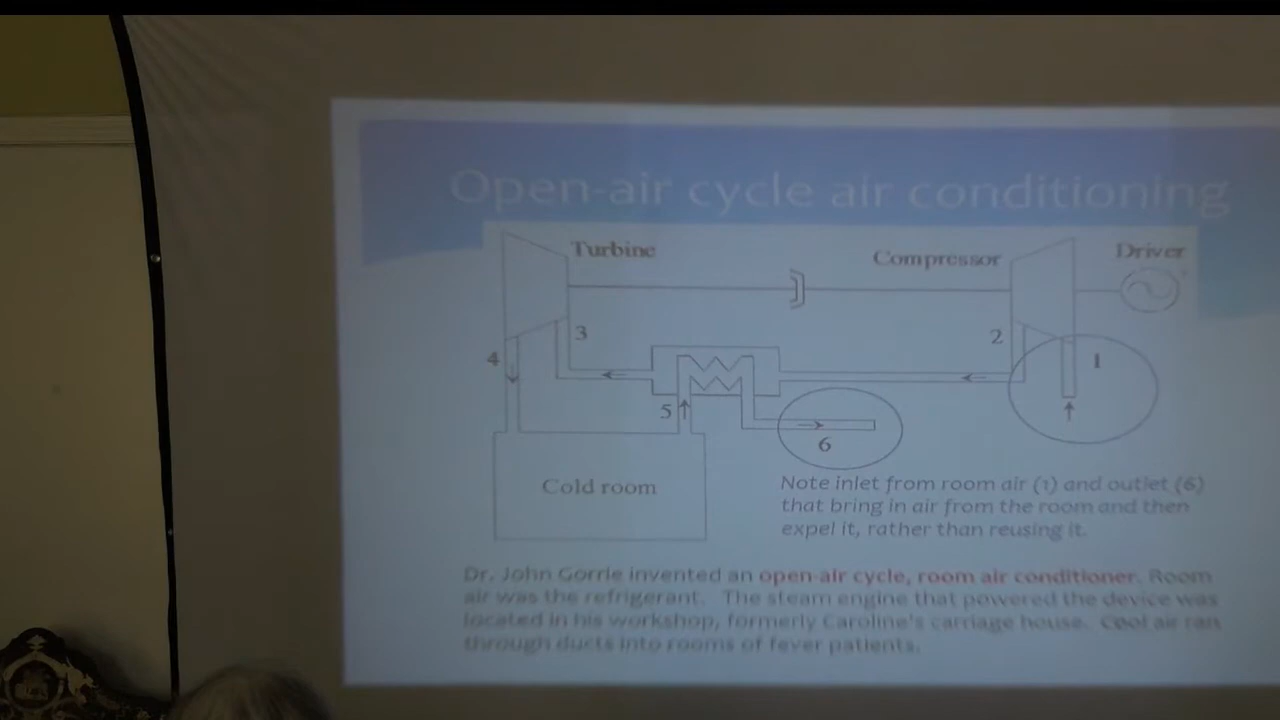 Open-air cycle air conditioning
Turbine
Compressor
Driver
3
2
4
1
5
6
Cold room
Note inlet from room air (1) and outlet (6)
that bring in air from the room and then
expel it, rather than reusing it.
Dr. John Gorrie invented an open-air cycle, room air conditioner. Room
air was the refrigerant. The steam engine that powered the device was
located in his workshop, formerly Caroline's carriage house. Cool air ran
through ducts into rooms of fever patients.